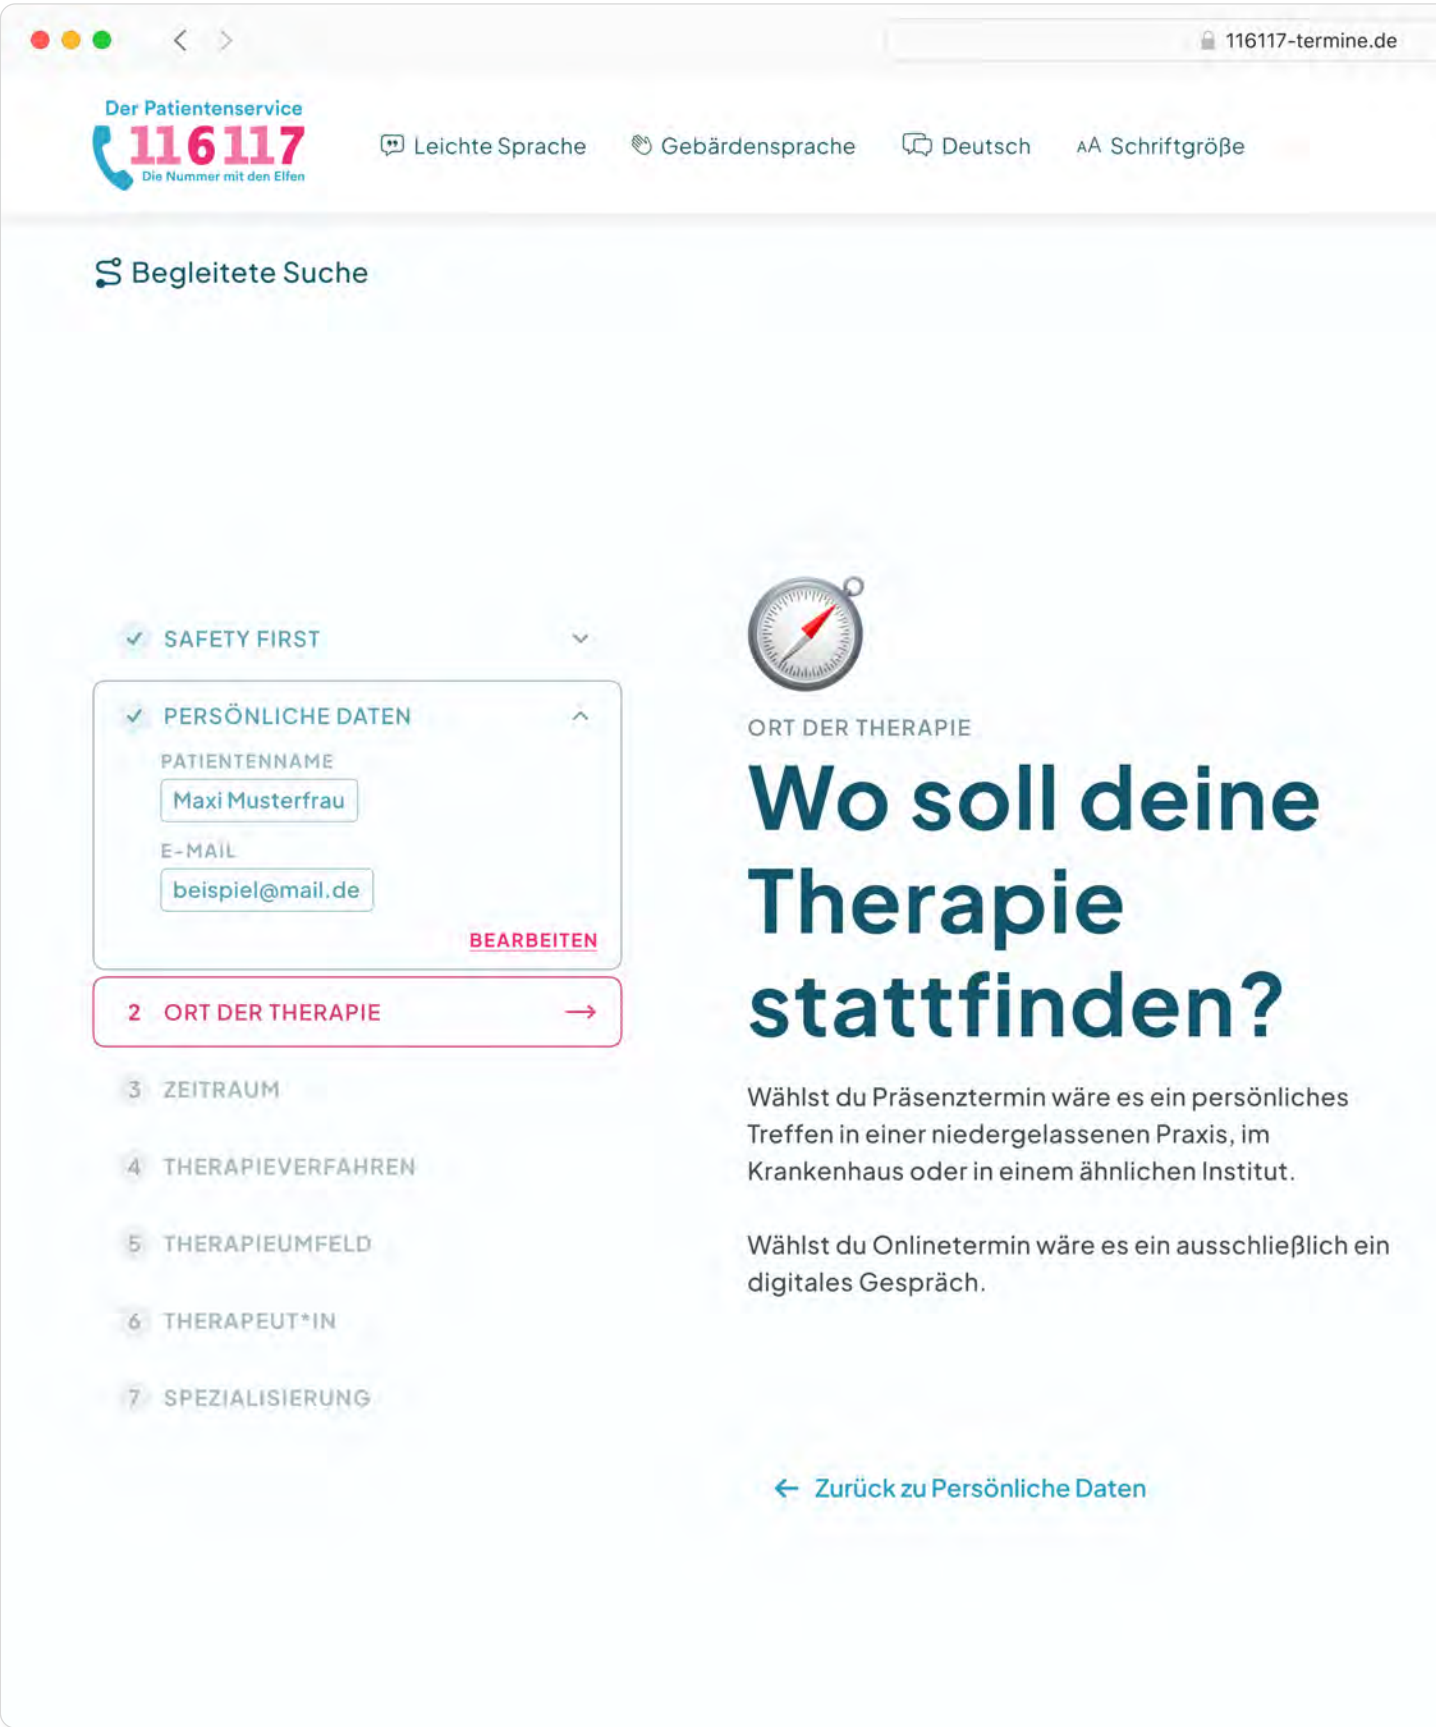 116117-termine.de
Der Patientenservice
116117
Die Nummer mit den Elfen
Leichte Sprache
Gebärdensprache
Deutsch
AA Schriftgröße
Begleitete Suche
SAFETY FIRST
PERSÖNLICHE DATEN
PATIENTENNAME
Maxi Musterfrau
E-MAIL
beispiel@mail.de
BEARBEITEN
2 ORT DER THERAPIE
3 ZEITRAUM
4 THERAPIEVERFAHREN
5 THERAPIEUMFELD
6 THERAPEUT*IN
7 SPEZIALISIERUNG
ORT DER THERAPIE
Wo soll deine
Therapie
stattfinden?
Wählst du Präsenztermin wäre es ein persönliches
Treffen in einer niedergelassenen Praxis, im
Krankenhaus oder in einem ähnlichen Institut.
Wählst du Onlinetermin wäre es ein ausschließlich ein
digitales Gespräch.
← Zurück zu Persönliche Daten